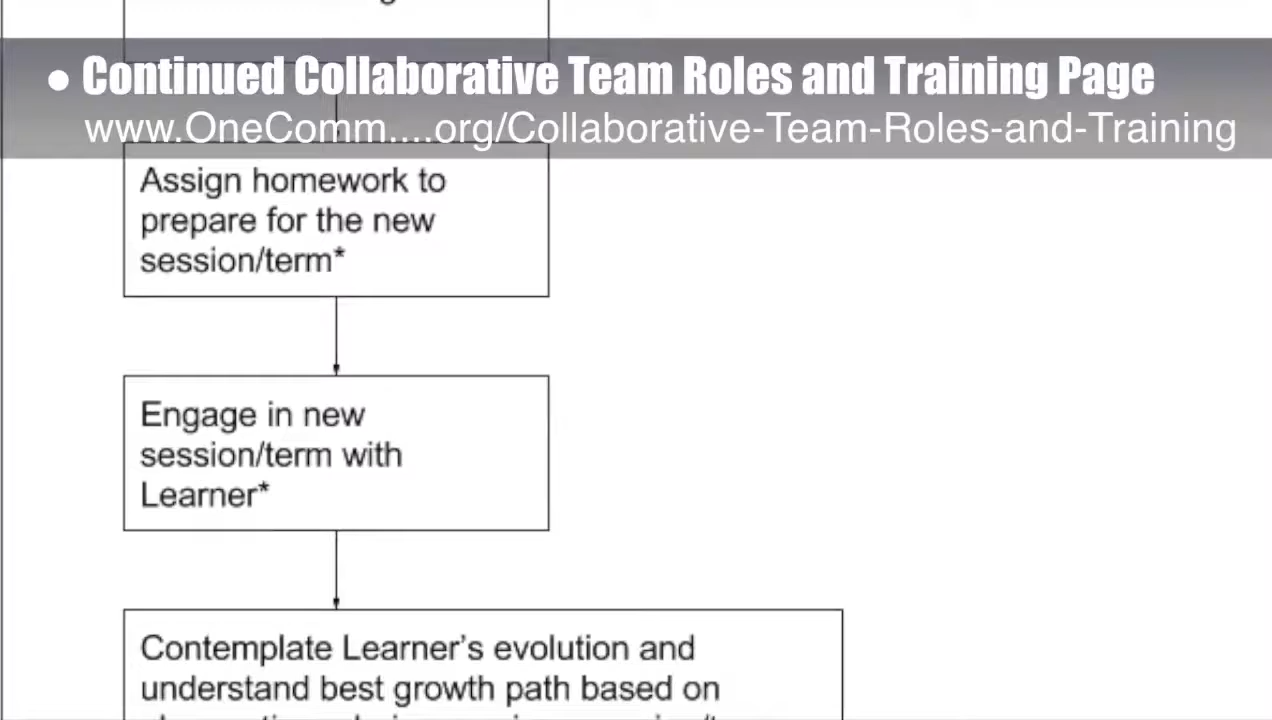 ● Continued Collaborative Team Roles and Training Page
www.OneComm....org/Collaborative-Team-Roles-and-Training
Assign homework to
prepare for the new
session/term*
Engage in new
session/term with
Learner*
Contemplate Learner's evolution and
understand best growth path based on